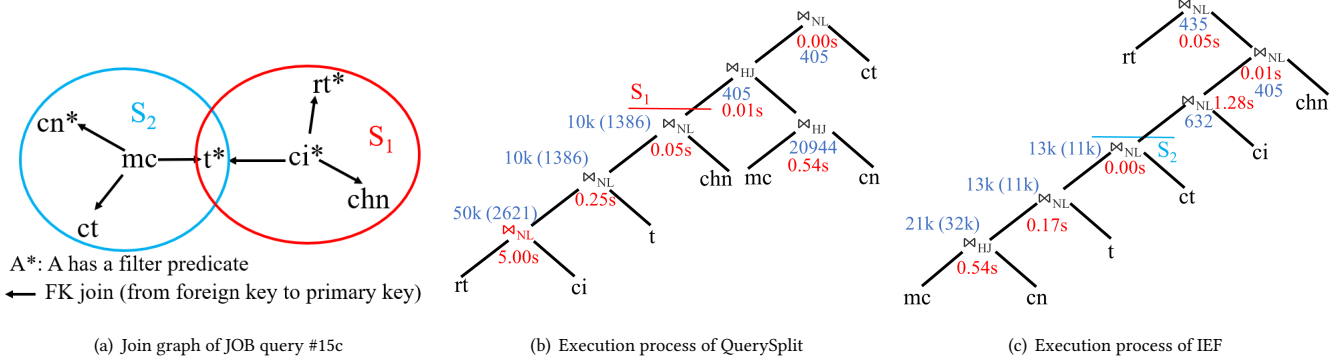 rt*
S₂
S₁
cn*
mc
t*
ci*
chn
ct
A*: A has a filter predicate
FK join (from foreign key to primary key)
(a) Join graph of JOB query #15c
⋈NL
0.00s
405
ct
⋈HJ
405
0.01s
S₁
10k (1386)
⋈NL
0.05s
⋈HJ
20944
0.54s
10k (1386)
⋈NL
0.25s
chn
mc
cn
50k (2621)
⋈NL
5.00s
t
rt
ci
(b) Execution process of QuerySplit
⋈NL
435
0.05s
rt
⋈NL
0.01s
405
chn
⋈NL
1.28s
632
ci
13k (11k)
⋈NL
S₂
0.00s
ct
13k (11k)
⋈NL
0.17s
t
21k (32k)
⋈HJ
0.54s
mc
cn
(c) Execution process of IEF